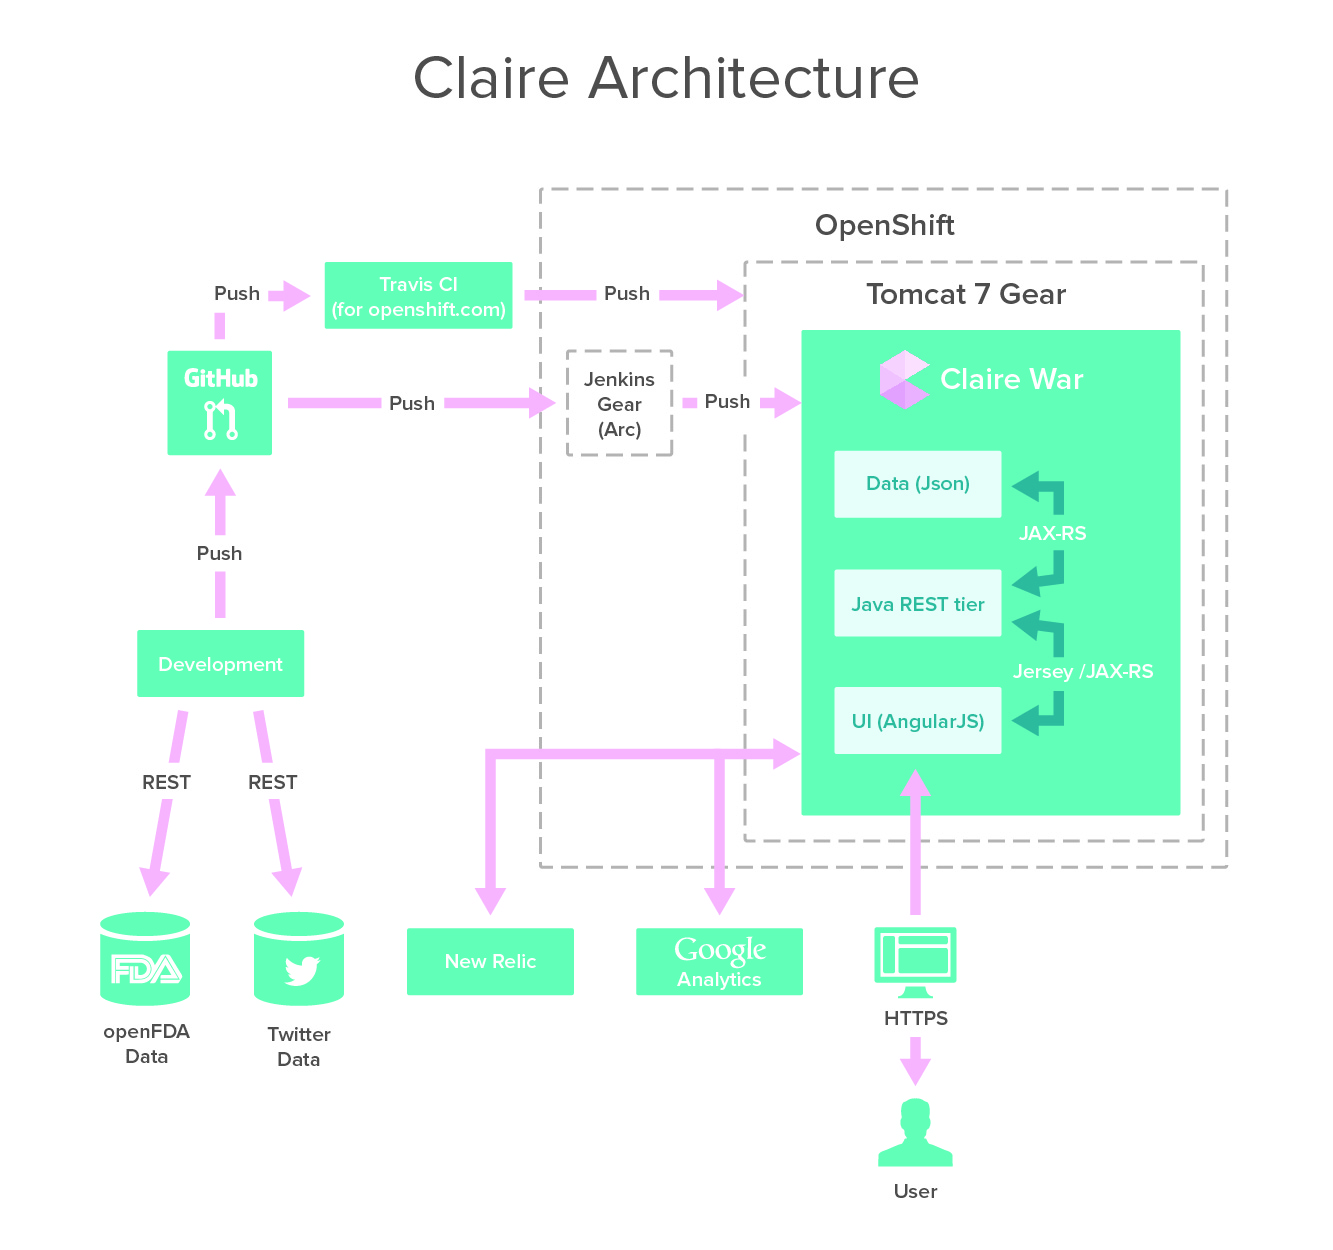 Claire Architecture
OpenShift
Push
Travis CI
(for openshift.com)
Push
Tomcat 7 Gear
GitHub
Push
Jenkins
Gear
(Arc)
Push
Claire War
Data (Json)
JAX-RS
Java REST tier
Jersey /JAX-RS
UI (AngularJS)
Push
Development
REST
REST
FDA
openFDA
Data
Twitter
Data
New Relic
Google
Analytics
HTTPS
User